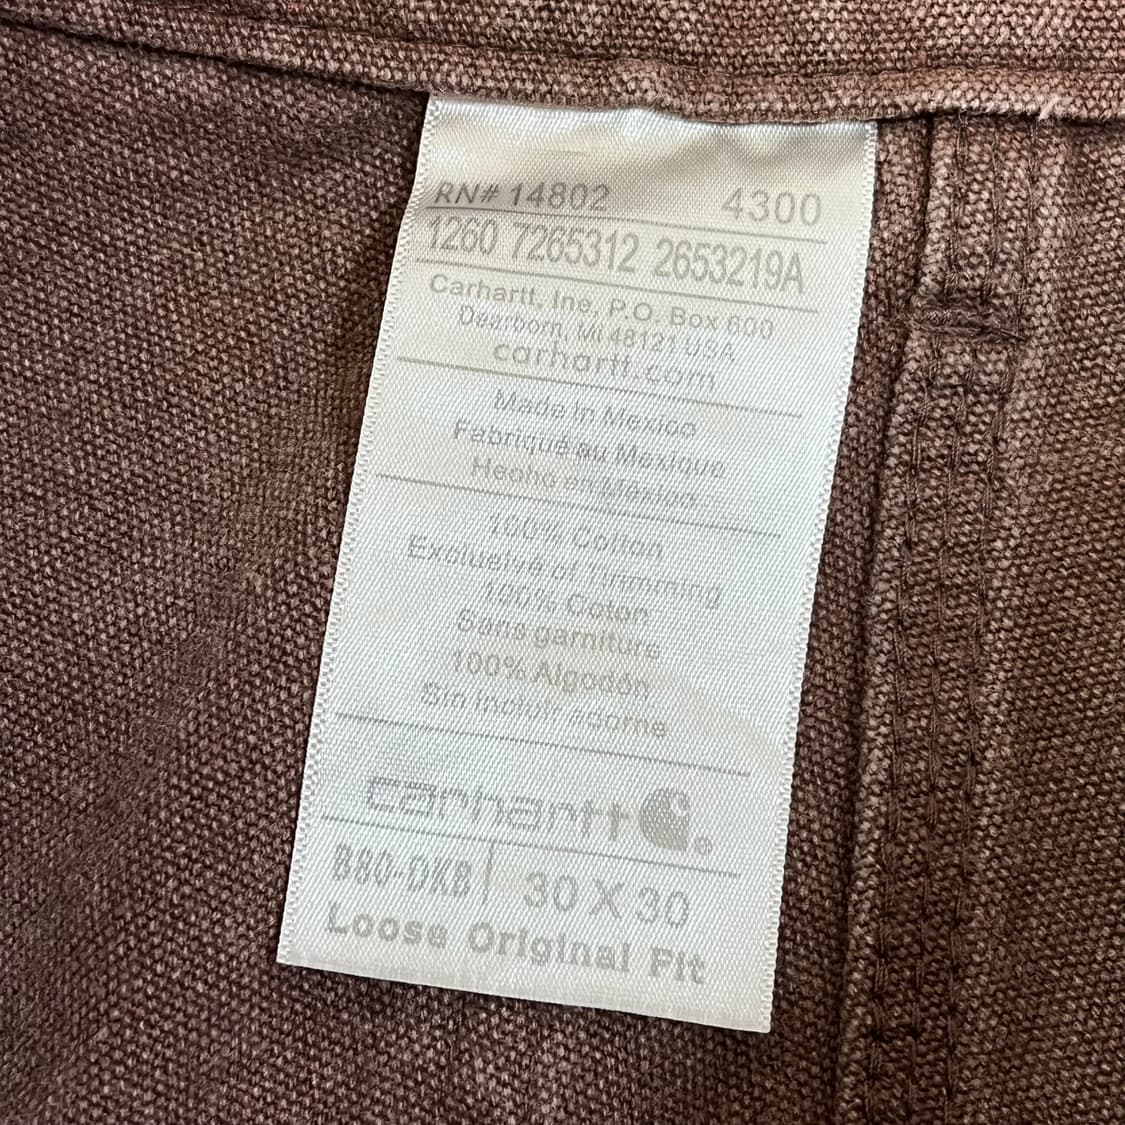 RN# 14802 4300
1260 7265312 2653219A
Carhartt, Inc, P.O. Box 600
Dearborn, MI 48121 USA
carhartt.com
Made in Mexico
Fabriqué au Mexique
Hecho en México
100% Cotton
Exclusive of Trimming
100% Coton
Sans garniture
100% Algodón
Sin incluir adorno
carhartt
B80-DKB 30 X 30
Loose Original Fit